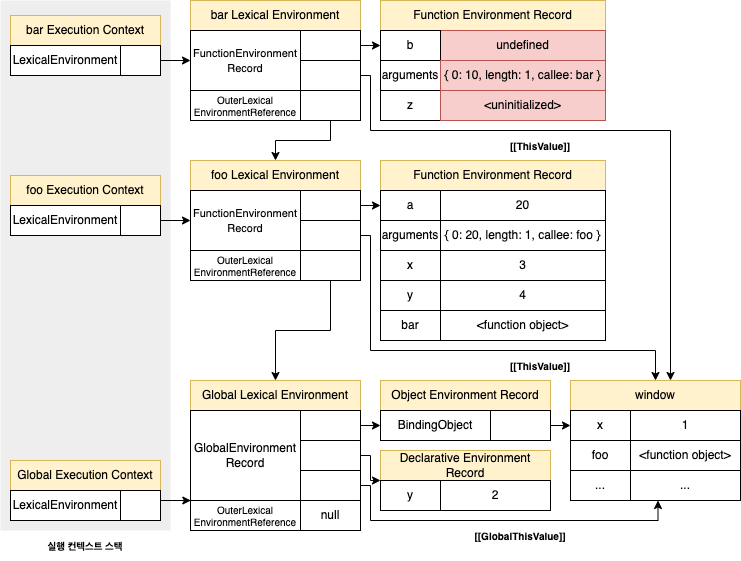 bar Execution Context
LexicalEnvironment
bar Lexical Environment
FunctionEnvironment
Record
OuterLexical
EnvironmentReference
Function Environment Record
b undefined
arguments { 0: 10, length: 1, callee: bar }
z <uninitialized>
[[ThisValue]]
foo Execution Context
LexicalEnvironment
foo Lexical Environment
FunctionEnvironment
Record
OuterLexical
EnvironmentReference
Function Environment Record
a 20
arguments { 0: 20, length: 1, callee: foo }
x 3
y 4
bar <function object>
[[ThisValue]]
Global Execution Context
LexicalEnvironment
Global Lexical Environment
GlobalEnvironment
Record
OuterLexical
EnvironmentReference
null
Object Environment Record
BindingObject
Declarative Environment
Record
y 2
window
x 1
foo <function object>
... ...
[[GlobalThisValue]]
실행 컨텍스트 스택